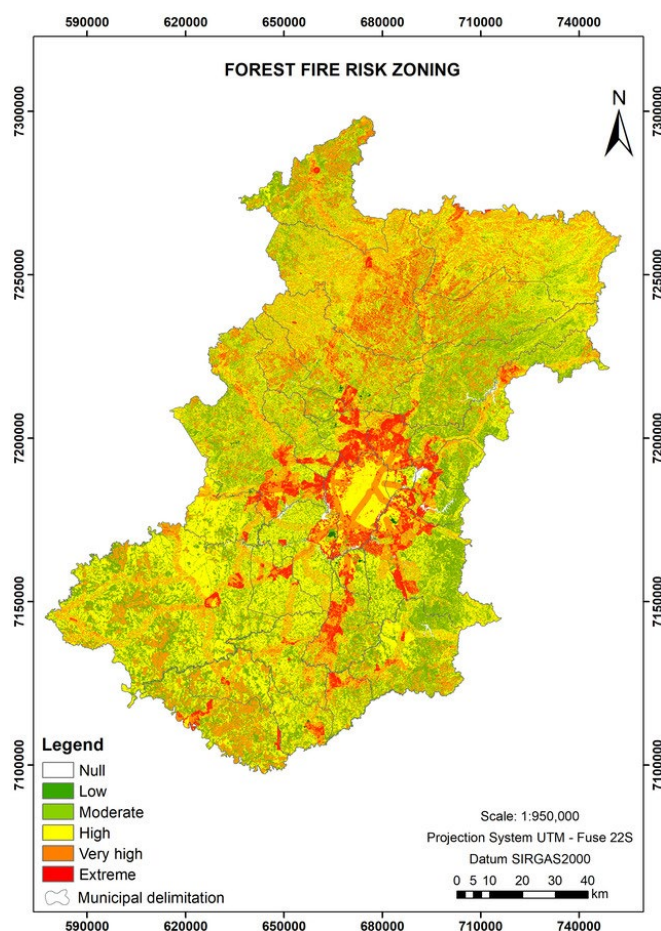 590000 620000 650000 680000 710000 740000
FOREST FIRE RISK ZONING
N
7300000 7300000
7250000 7250000
7200000 7200000
7150000 7150000
7100000 7100000
Legend
Null
Low
Moderate
High
Very high
Extreme
Municipal delimitation
Scale: 1:950,000
Projection System UTM - Fuse 22S
Datum SIRGAS2000
0 5 10 20 30 40
km
590000 620000 650000 680000 710000 740000